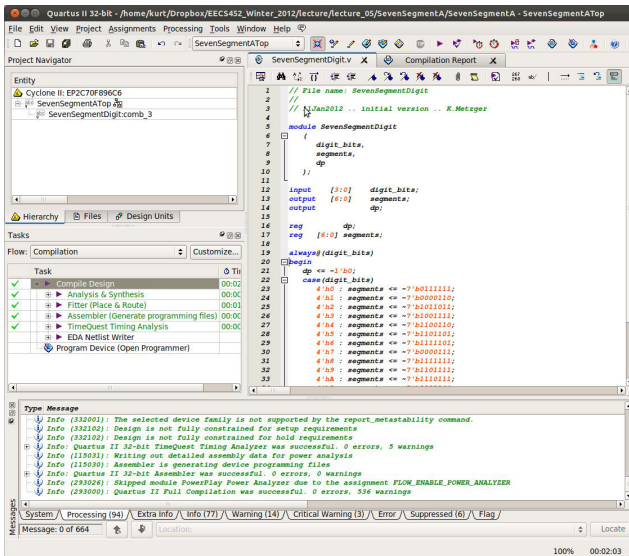 Quartus II 32-bit - /home/kurt/Dropbox/EECS452_Winter_2012/lecture/lecture_05/SevenSegmentA/SevenSegmentA - SevenSegmentATop
File Edit View Project Assignments Processing Tools Window Help
SevenSegmentATop
Project Navigator
Entity
Cyclone II: EP2C70F896C6
SevenSegmentATop
SevenSegmentDigit:comb_3
Hierarchy Files Design Units
Tasks
Flow: Compilation Customize...
Task Tir
Compile Design 00:02
Analysis & Synthesis 00:00
Fitter (Place & Route) 00:01
Assembler (Generate programming files) 00:00
TimeQuest Timing Analysis 00:00
EDA Netlist Writer
Program Device (Open Programmer)
SevenSegmentDigit.v Compilation Report
1 // File name: SevenSegmentDigit
2 //
3 // 11Jan2012 .. initial version .. K.Metzger
4
5 module SevenSegmentDigit
6 (
7 digit_bits,
8 segments,
9 dp
10 );
11
12 input [3:0] digit_bits;
13 output [6:0] segments;
14 output dp;
15
16 reg dp;
17 reg [6:0] segments;
18
19 always@(digit_bits)
20 begin
21 dp <= ~1'b0;
22 case(digit_bits)
23 4'h0 : segments <= ~7'b0111111;
24 4'h1 : segments <= ~7'b0000110;
25 4'h2 : segments <= ~7'b1011011;
26 4'h3 : segments <= ~7'b1001111;
27 4'h4 : segments <= ~7'b1100110;
28 4'h5 : segments <= ~7'b1101101;
29 4'h6 : segments <= ~7'b1111101;
30 4'h7 : segments <= ~7'b0000111;
31 4'h8 : segments <= ~7'b1111111;
32 4'h9 : segments <= ~7'b1101111;
33 4'hA : segments <= ~7'b1110111;
Type Message
Info (332001): The selected device family is not supported by the report_metastability command.
Info (332102): Design is not fully constrained for setup requirements
Info (332102): Design is not fully constrained for hold requirements
Info: Quartus II 32-bit TimeQuest Timing Analyzer was successful. 0 errors, 5 warnings
Info (115031): Writing out detailed assembly data for power analysis
Info (115030): Assembler is generating device programming files
Info: Quartus II 32-bit Assembler was successful. 0 errors, 0 warnings
Info (293026): Skipped module PowerPlay Power Analyzer due to the assignment FLOW_ENABLE_POWER_ANALYZER
Info (293000): Quartus II Full Compilation was successful. 0 errors, 536 warnings
System Processing (94) Extra Info Info (77) Warning (14) Critical Warning (3) Error Suppressed (6) Flag
Messages
Message: 0 of 664 Location: Locate
100% 00:02:03